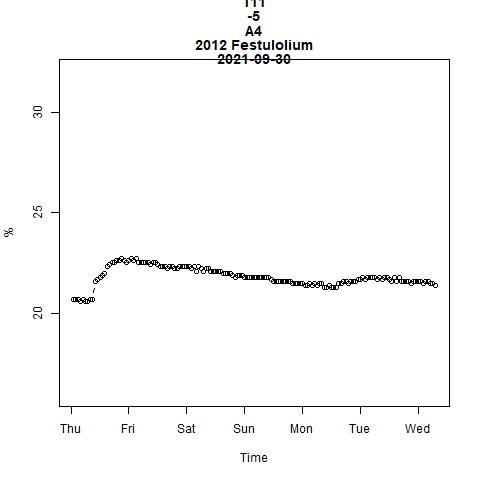 -5
A4
2012 Festulolium
2021-09-30
30
25
20
%
Thu
Fri
Sat
Sun
Mon
Tue
Wed
Time